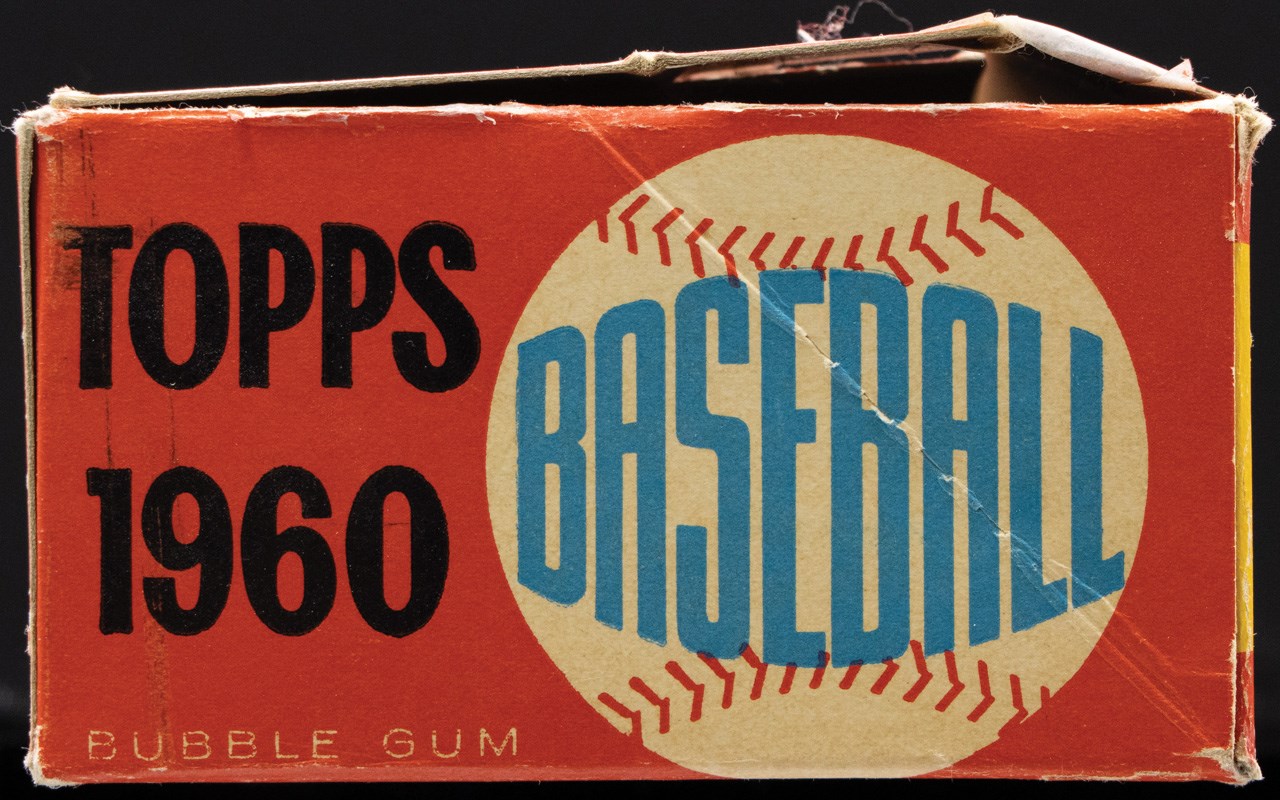 TOPPS
1960
BUBBLE GUM
BASEBALL